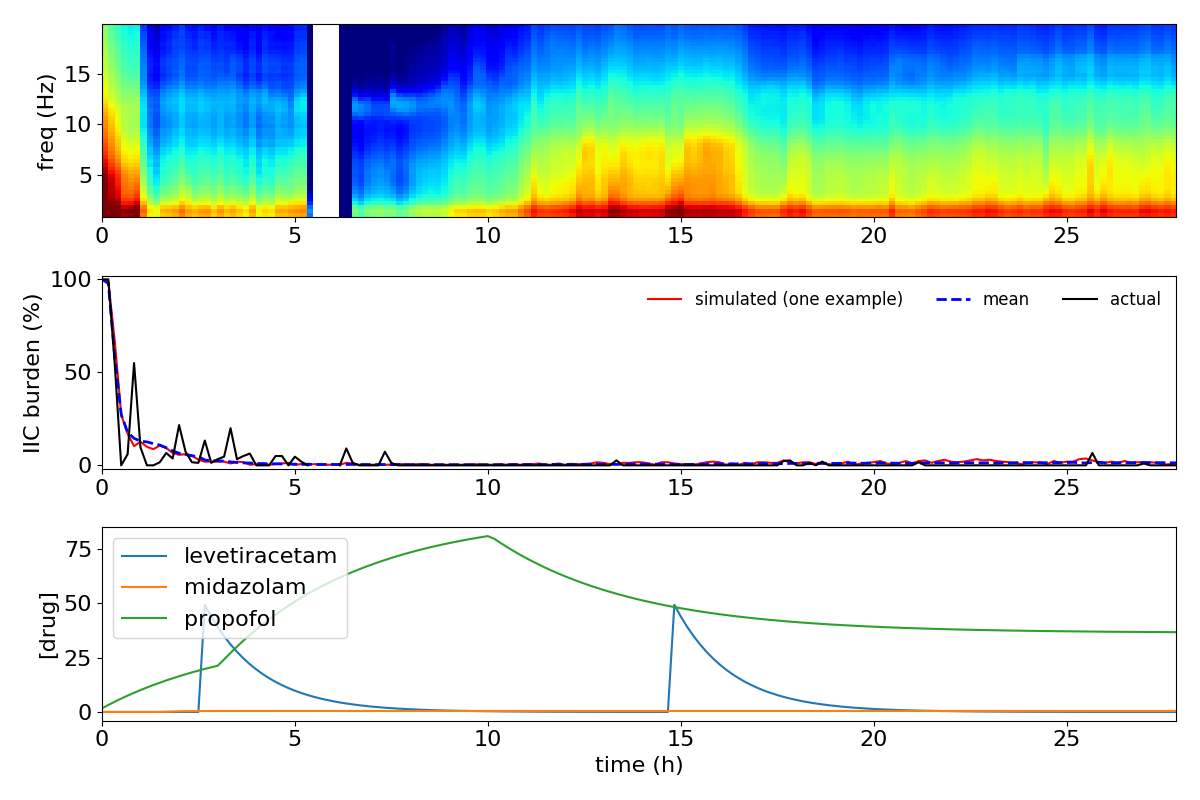 freq (Hz)
15
10
5
0 5 10 15 20 25
IIC burden (%)
100
50
0
simulated (one example) mean actual
0 5 10 15 20 25
[drug]
75
50
25
0
levetiracetam
midazolam
propofol
0 5 10 15 20 25
time (h)